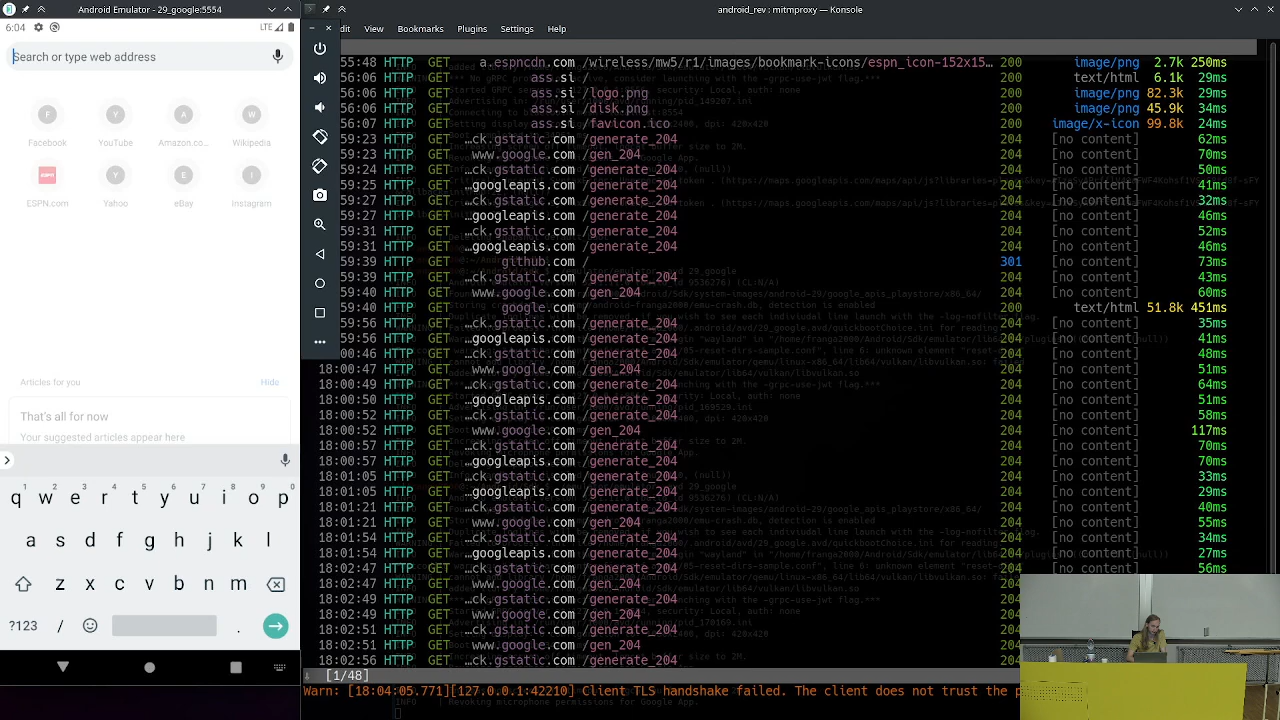 android_dev : mitmproxy — Konsole
6:04 LTE
Search or type web address
F Y A W
Facebook YouTube Amazon.co... Wikipedia
ESPN Y E I
ESPN.com Yahoo eBay Instagram
Articles for you Hide
That's all for now
Your suggested articles appear here
1 2 3 4 5 6 7 8 9 0
q w e r t y u i o p
a s d f g h j k l
z x c v b n m
?123 / .
dit View Bookmarks Plugins Settings Help
55:48 HTTP GET a.espncdn.com /wireless/mw5/r1/images/bookmark-icons/espn_icon-152x15… 200 image/png 2.7k 250ms
56:06 HTTP GET ass.si / 200 text/html 6.1k 29ms
56:06 HTTP GET ass.si /logo.png 200 image/png 82.3k 29ms
56:06 HTTP GET ass.si /disk.png 200 image/png 45.9k 34ms
56:07 HTTP GET ass.si /favicon.ico 200 image/x-icon 99.8k 24ms
59:23 HTTP GET …ck.gstatic.com /generate_204 204 [no content] 62ms
59:23 HTTP GET www.google.com /gen_204 204 [no content] 70ms
59:24 HTTP GET …ck.gstatic.com /generate_204 204 [no content] 50ms
59:25 HTTP GET …googleapis.com /generate_204 204 [no content] 41ms
59:27 HTTP GET …ck.gstatic.com /generate_204 204 [no content] 32ms
59:27 HTTP GET …googleapis.com /generate_204 204 [no content] 46ms
59:31 HTTP GET …ck.gstatic.com /generate_204 204 [no content] 52ms
59:31 HTTP GET …googleapis.com /generate_204 204 [no content] 46ms
59:39 HTTP GET github.com / 301 [no content] 73ms
59:39 HTTP GET …ck.gstatic.com /generate_204 204 [no content] 43ms
59:40 HTTP GET www.google.com /gen_204 204 [no content] 60ms
59:40 HTTP GET google.com / 200 text/html 51.8k 451ms
59:56 HTTP GET …ck.gstatic.com /generate_204 204 [no content] 35ms
59:56 HTTP GET …googleapis.com /generate_204 204 [no content] 41ms
00:46 HTTP GET …ck.gstatic.com /generate_204 204 [no content] 48ms
18:00:47 HTTP GET www.google.com /gen_204 204 [no content] 51ms
18:00:49 HTTP GET …ck.gstatic.com /generate_204 204 [no content] 64ms
18:00:50 HTTP GET …googleapis.com /generate_204 204 [no content] 51ms
18:00:52 HTTP GET …ck.gstatic.com /generate_204 204 [no content] 58ms
18:00:52 HTTP GET www.google.com /gen_204 204 [no content] 117ms
18:00:57 HTTP GET …ck.gstatic.com /generate_204 204 [no content] 70ms
18:00:57 HTTP GET …googleapis.com /generate_204 204 [no content] 70ms
18:01:05 HTTP GET …ck.gstatic.com /generate_204 204 [no content] 33ms
18:01:05 HTTP GET …googleapis.com /generate_204 204 [no content] 29ms
18:01:21 HTTP GET …ck.gstatic.com /generate_204 204 [no content] 40ms
18:01:21 HTTP GET www.google.com /gen_204 204 [no content] 55ms
18:01:54 HTTP GET …ck.gstatic.com /generate_204 204 [no content] 34ms
18:01:54 HTTP GET …googleapis.com /generate_204 204 [no content] 27ms
18:02:47 HTTP GET …ck.gstatic.com /generate_204 204 [no content] 56ms
18:02:47 HTTP GET www.google.com /gen_204 204
18:02:49 HTTP GET …ck.gstatic.com /generate_204 204
18:02:49 HTTP GET www.google.com /gen_204 204
18:02:51 HTTP GET …ck.gstatic.com /generate_204 204
18:02:51 HTTP GET www.google.com /gen_204 204
18:02:56 HTTP GET …ck.gstatic.com /generate_204 204
⇩ [1/48]
Warn: [18:04:05.771][127.0.0.1:42210] Client TLS handshake failed. The client does not trust the p
INFO | Revoking microphone permissions for Google App.